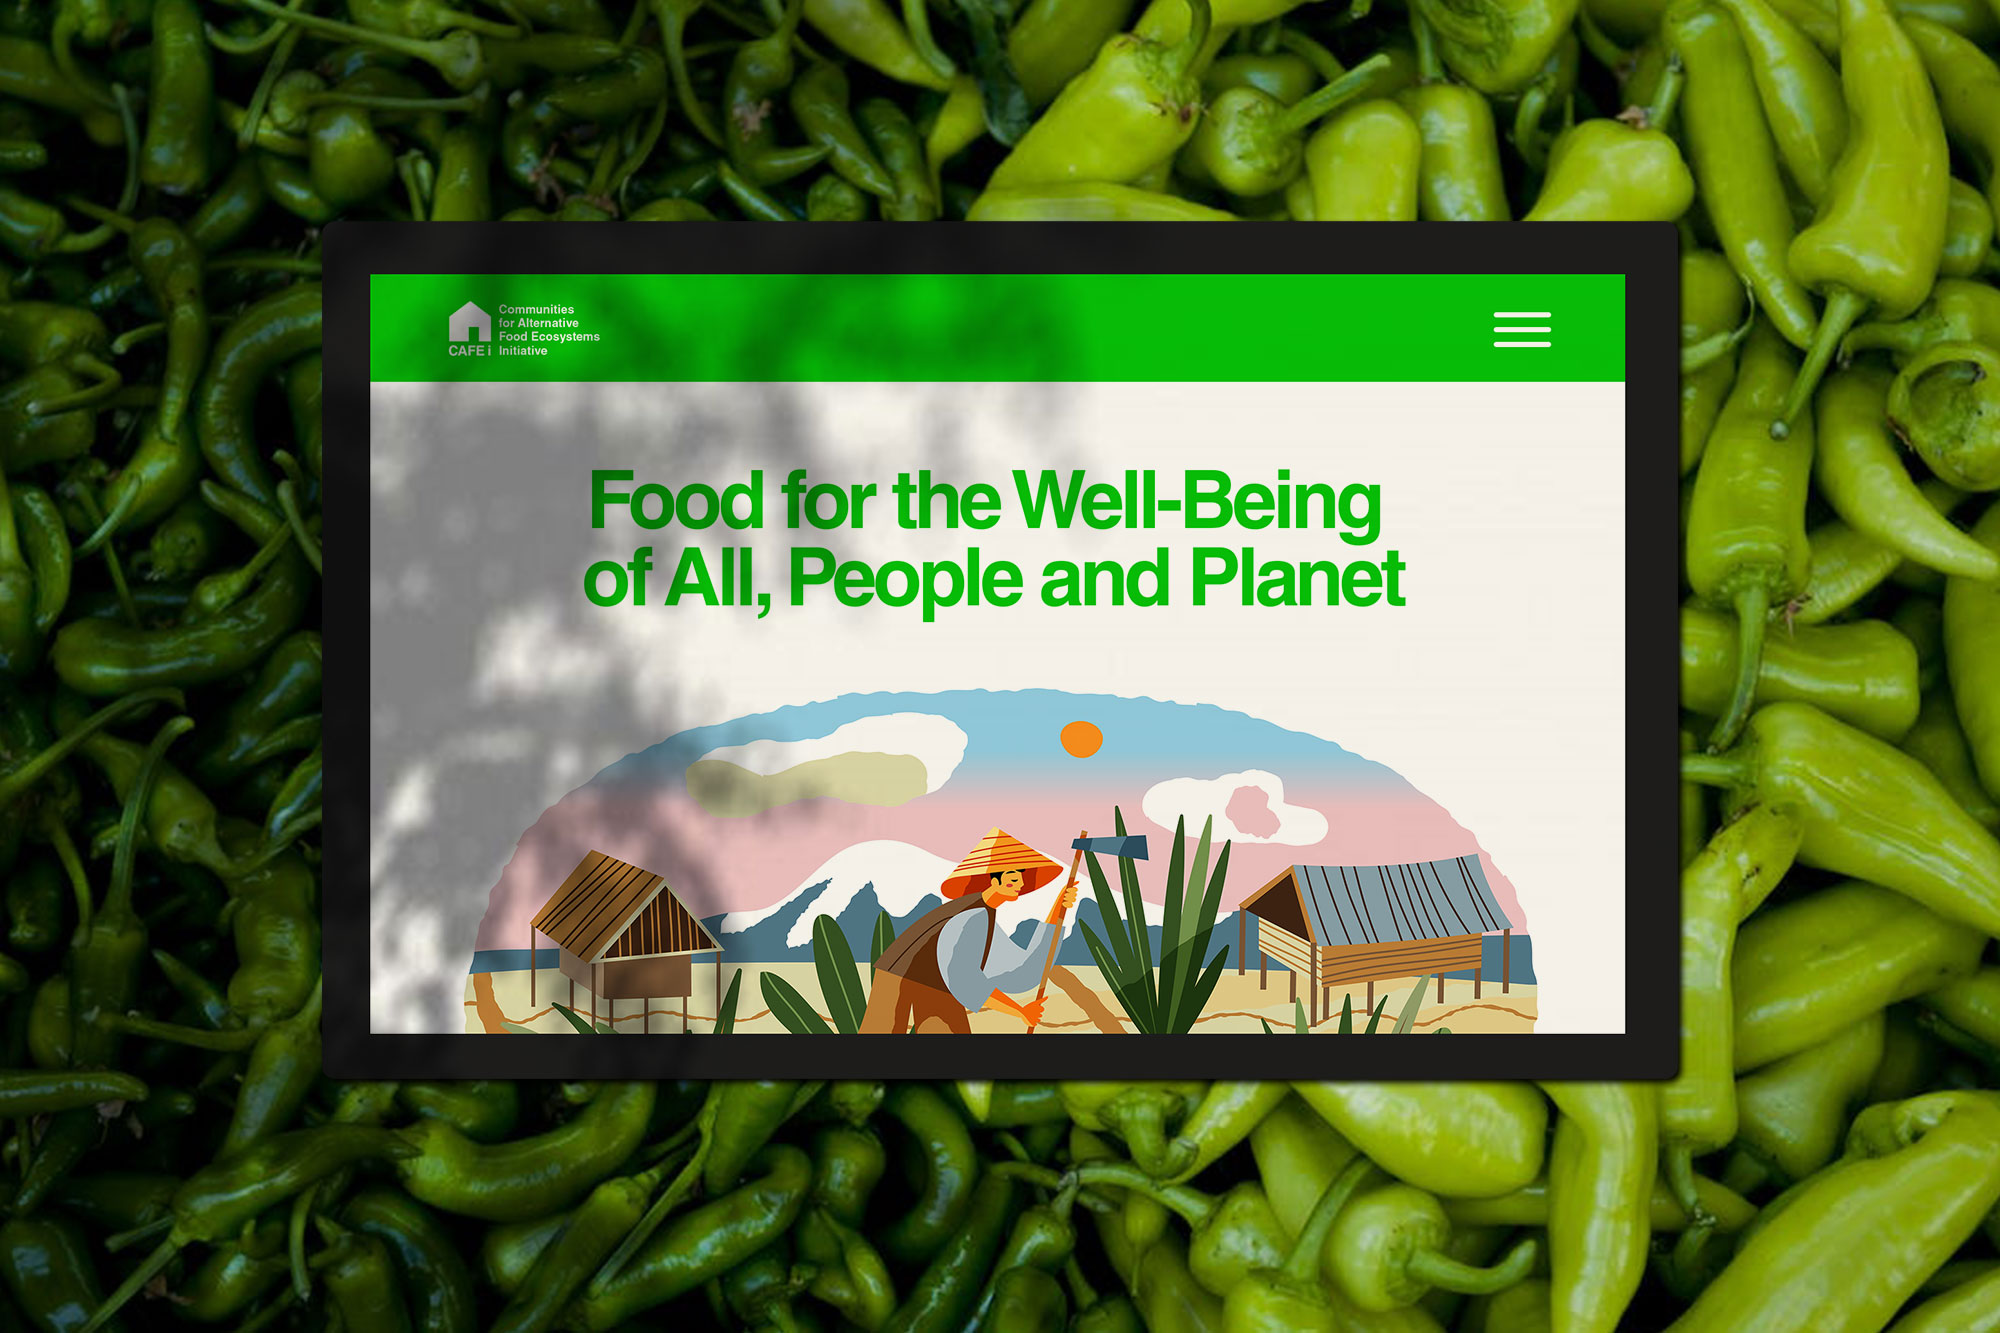 Communities
for Alternative
Food Ecosystems
CAFE i Initiative
Food for the Well-Being
of All, People and Planet